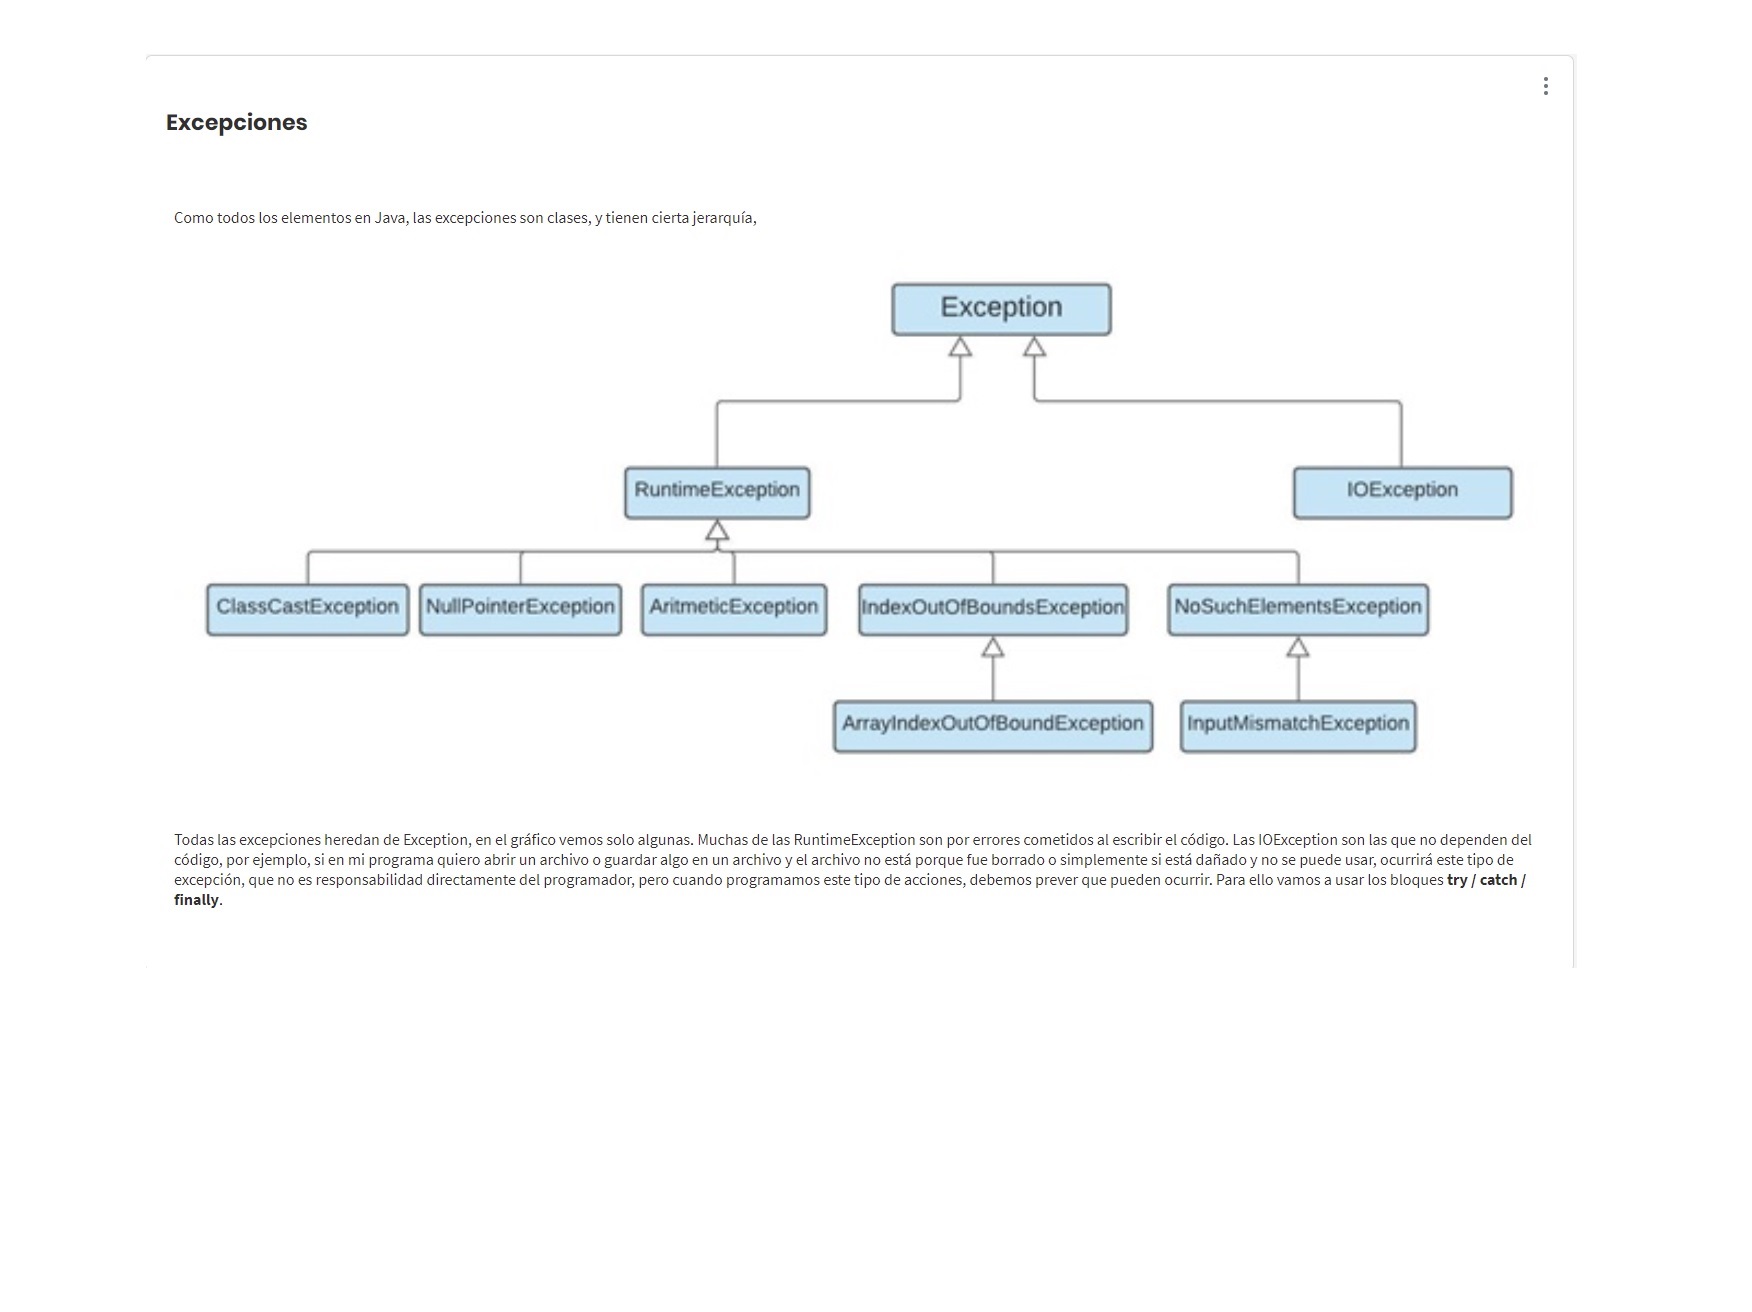 Excepciones
Como todos los elementos en Java, las excepciones son clases, y tienen cierta jerarquía,
Exception
RuntimeException
IOException
ClassCastException
NullPointerException
AritmeticException
IndexOutOfBoundsException
NoSuchElementsException
ArrayIndexOutOfBoundException
InputMismatchException
Todas las excepciones heredan de Exception, en el gráfico vemos solo algunas. Muchas de las RuntimeException son por errores cometidos al escribir el código. Las IOException son las que no dependen del
código, por ejemplo, si en mi programa quiero abrir un archivo o guardar algo en un archivo y el archivo no está porque fue borrado o simplemente si está dañado y no se puede usar, ocurrirá este tipo de
excepción, que no es responsabilidad directamente del programador, pero cuando programamos este tipo de acciones, debemos prever que pueden ocurrir. Para ello vamos a usar los bloques try / catch /
finally.